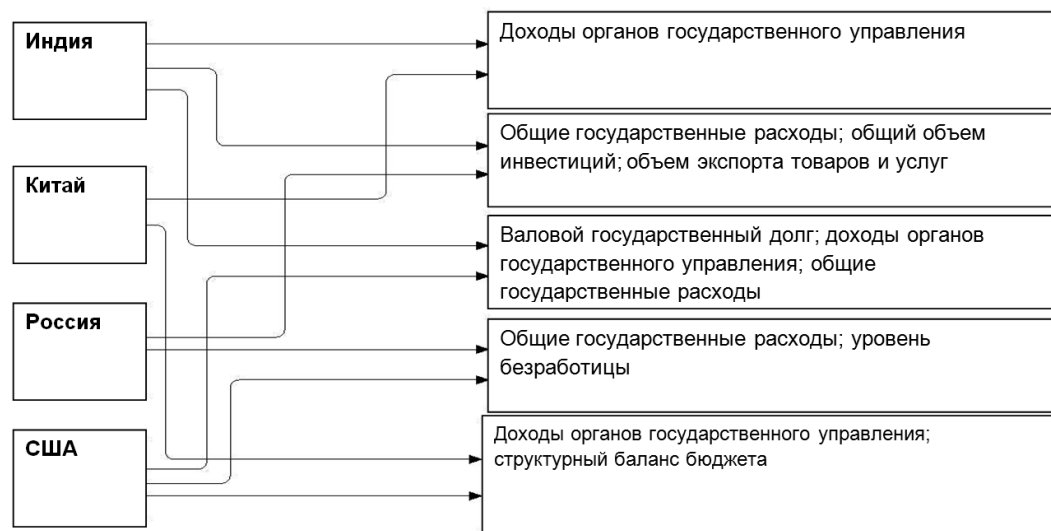 Индия
Китай
Россия
США
Доходы органов государственного управления
Общие государственные расходы; общий объем
инвестиций; объем экспорта товаров и услуг
Валовой государственный долг; доходы органов
государственного управления; общие
государственные расходы
Общие государственные расходы; уровень
безработицы
Доходы органов государственного управления;
структурный баланс бюджета